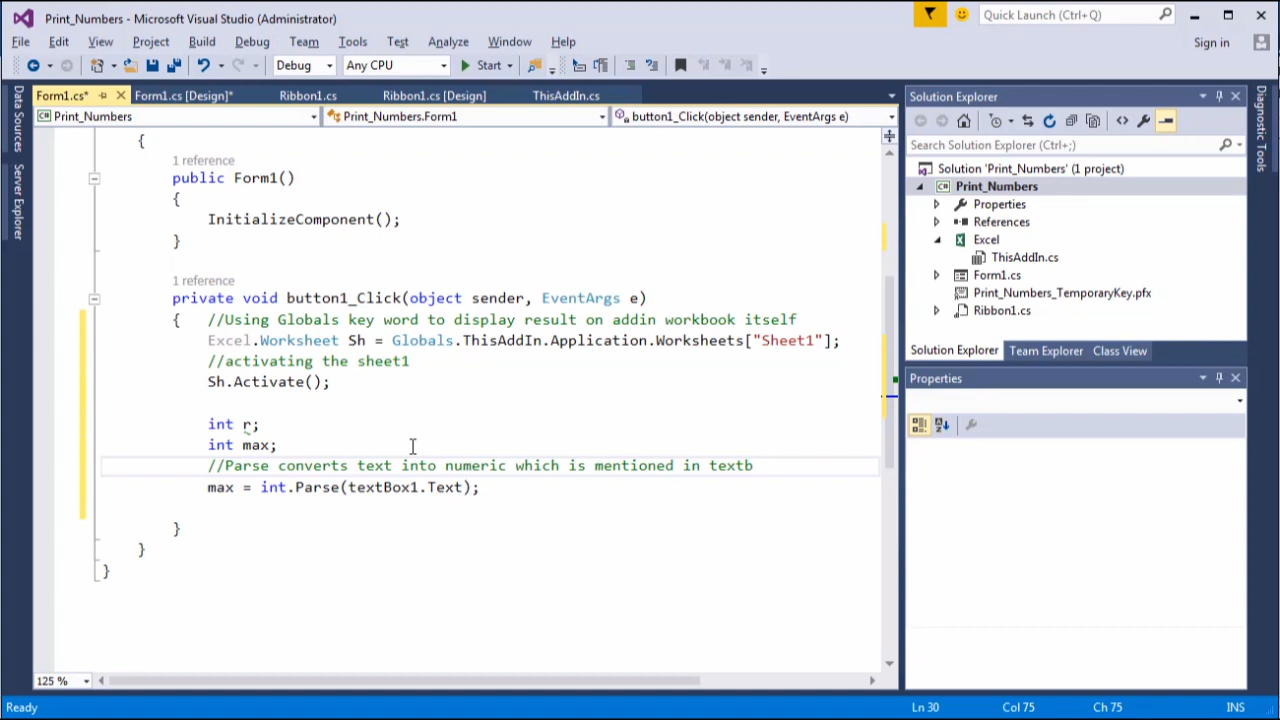 Print_Numbers - Microsoft Visual Studio (Administrator)
Quick Launch (Ctrl+Q)
File Edit View Project Build Debug Team Tools Test Analyze Window Help
Sign in
Debug Any CPU Start
Data Sources
Server Explorer
Form1.cs* Form1.cs [Design]* Ribbon1.cs Ribbon1.cs [Design] ThisAddIn.cs
Print_Numbers Print_Numbers.Form1 button1_Click(object sender, EventArgs e)
{
1 reference
public Form1()
{
InitializeComponent();
}
1 reference
private void button1_Click(object sender, EventArgs e)
{ //Using Globals key word to display result on addin workbook itself
Excel.Worksheet Sh = Globals.ThisAddIn.Application.Worksheets["Sheet1"];
//activating the sheet1
Sh.Activate();
int r;
int max;
//Parse converts text into numeric which is mentioned in textb
max = int.Parse(textBox1.Text);
}
}
}
125 %
Solution Explorer
Search Solution Explorer (Ctrl+;)
Solution 'Print_Numbers' (1 project)
C# Print_Numbers
Properties
References
Excel
ThisAddIn.cs
Form1.cs
Print_Numbers_TemporaryKey.pfx
Ribbon1.cs
Solution Explorer Team Explorer Class View
Properties
Diagnostic Tools
Ready Ln 30 Col 75 Ch 75 INS